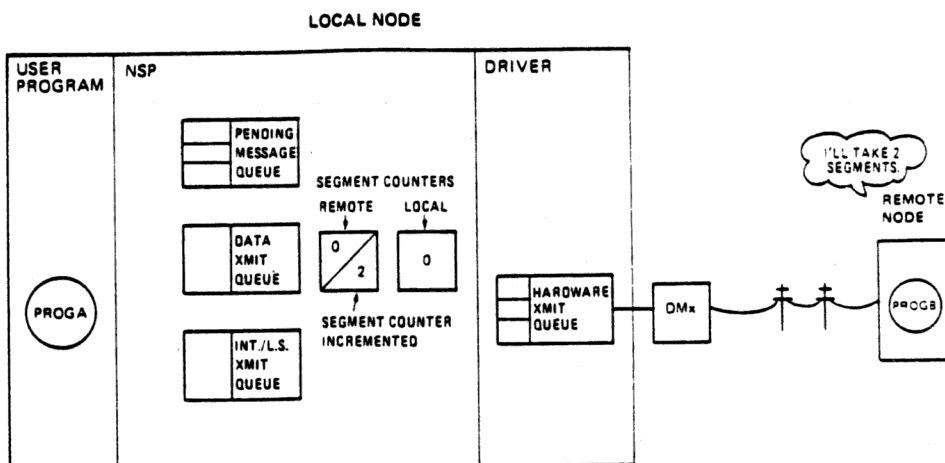 LOCAL NODE
USER
PROGRAM
NSP
DRIVER
PENDING
MESSAGE
QUEUE
SEGMENT COUNTERS
REMOTE
LOCAL
DATA
XMIT
QUEUE
0
2
0
SEGMENT COUNTER
INCREMENTED
INT./L.S.
XMIT
QUEUE
PROGA
HARDWARE
XMIT
QUEUE
DMx
I'LL TAKE 2
SEGMENTS.
REMOTE
NODE
PROGB